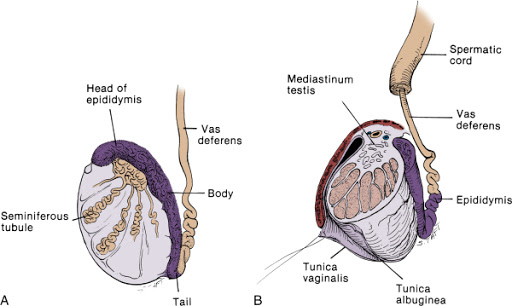 Head of
epididymis
Vas
deferens
Body
Seminiferous
tubule
Tail
A
Spermatic
cord
Mediastinum
testis
Vas
deferens
Epididymis
Tunica
vaginalis
Tunica
albuginea
B